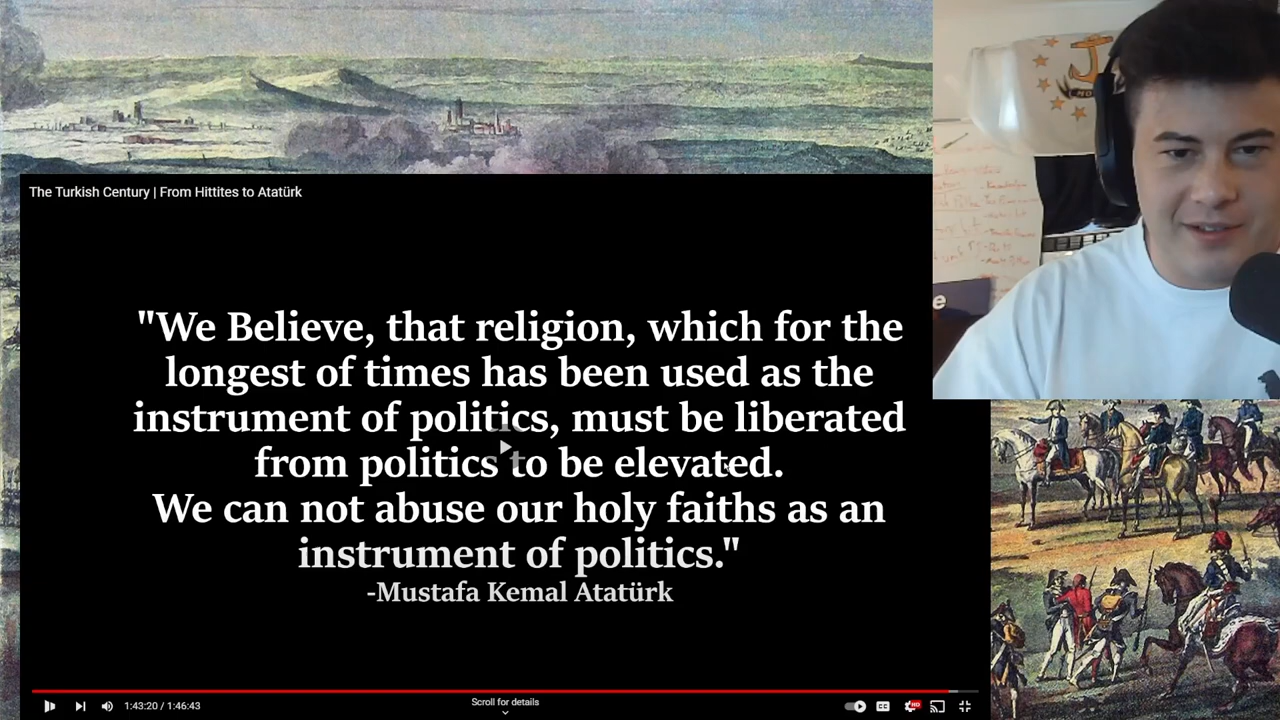 The Turkish Century | From Hittites to Atatürk
"We Believe, that religion, which for the
longest of times has been used as the
instrument of politics, must be liberated
from politics to be elevated.
We can not abuse our holy faiths as an
instrument of politics."
-Mustafa Kemal Atatürk
1:43:20 / 1:46:43
Scroll for details
CC
HD
e